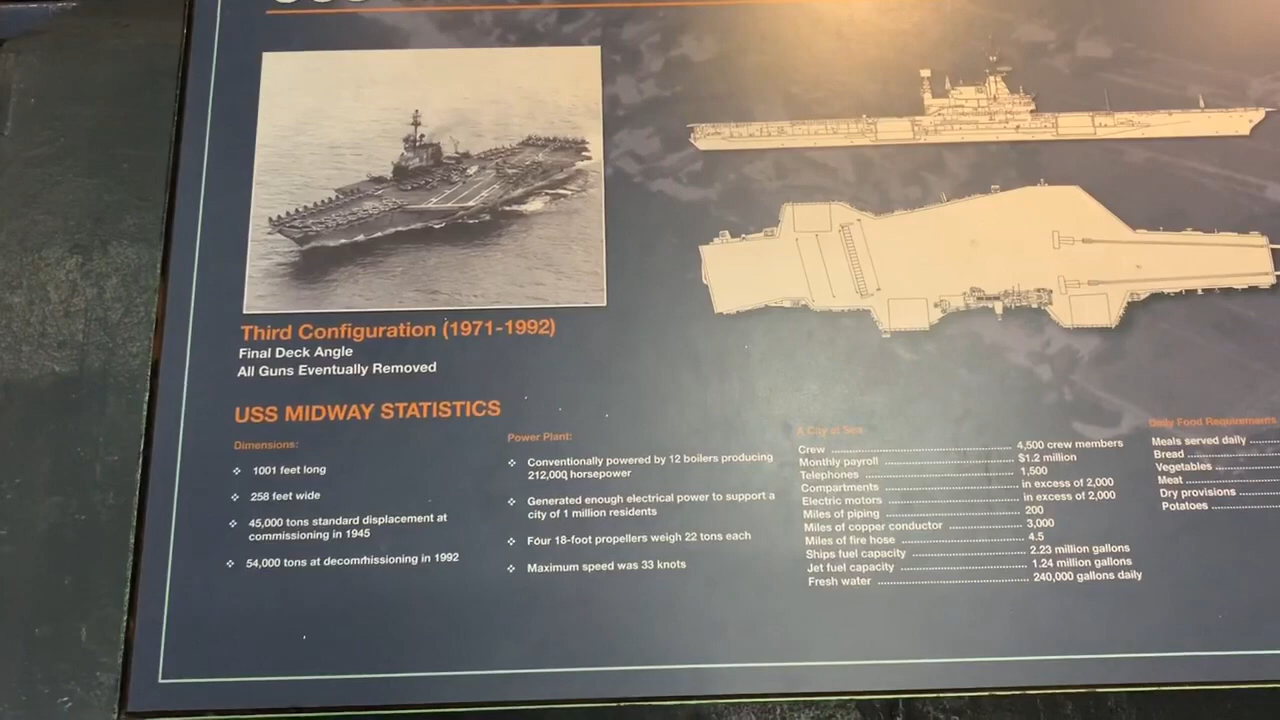 Third Configuration (1971-1992)
Final Deck Angle
All Guns Eventually Removed
USS MIDWAY STATISTICS
Dimensions:
1001 feet long
258 feet wide
45,000 tons standard displacement at
commissioning in 1945
54,000 tons at decommissioning in 1992
Power Plant:
Conventionally powered by 12 boilers producing
212,000 horsepower
Generated enough electrical power to support a
city of 1 million residents
Four 18-foot propellers weigh 22 tons each
Maximum speed was 33 knots
A City at Sea
Crew ........ 4,500 crew members
Monthly payroll ........ $1.2 million
Telephones ........ 1,500
Compartments ........ in excess of 2,000
Electric motors ........ in excess of 2,000
Miles of piping ........ 200
Miles of copper conductor ........ 3,000
Miles of fire hose ........ 4.5
Ships fuel capacity ........ 2.23 million gallons
Jet fuel capacity ........ 1.24 million gallons
Fresh water ........ 240,000 gallons daily
Daily Food Requirements
Meals served daily ........
Bread ........
Vegetables ........
Meat ........
Dry provisions ........
Potatoes ........